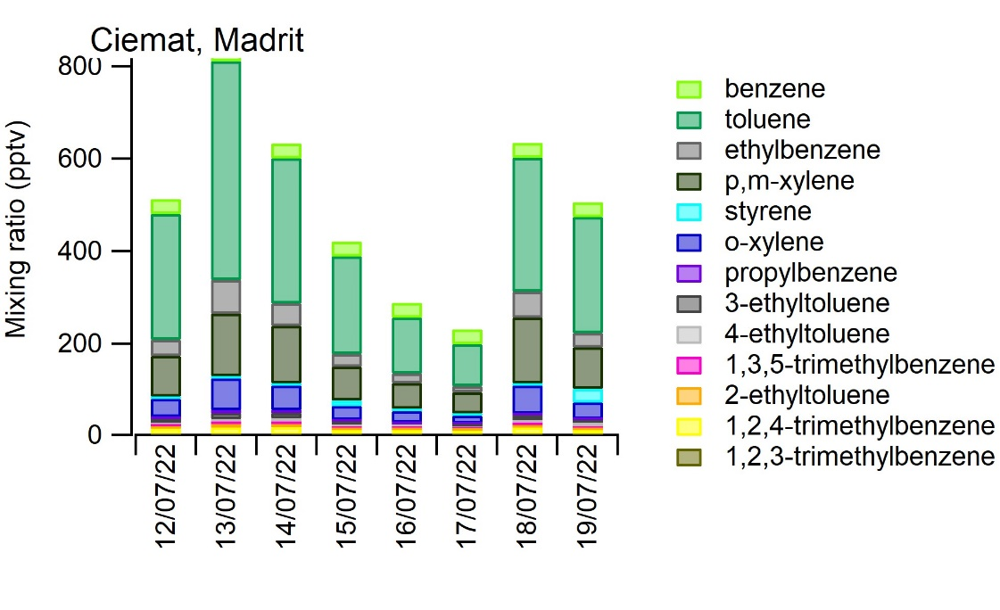 Ciemat, Madrit
Mixing ratio (pptv)
800
600
400
200
0
12/07/22
13/07/22
14/07/22
15/07/22
16/07/22
17/07/22
18/07/22
19/07/22
benzene
toluene
ethylbenzene
p,m-xylene
styrene
o-xylene
propylbenzene
3-ethyltoluene
4-ethyltoluene
1,3,5-trimethylbenzene
2-ethyltoluene
1,2,4-trimethylbenzene
1,2,3-trimethylbenzene